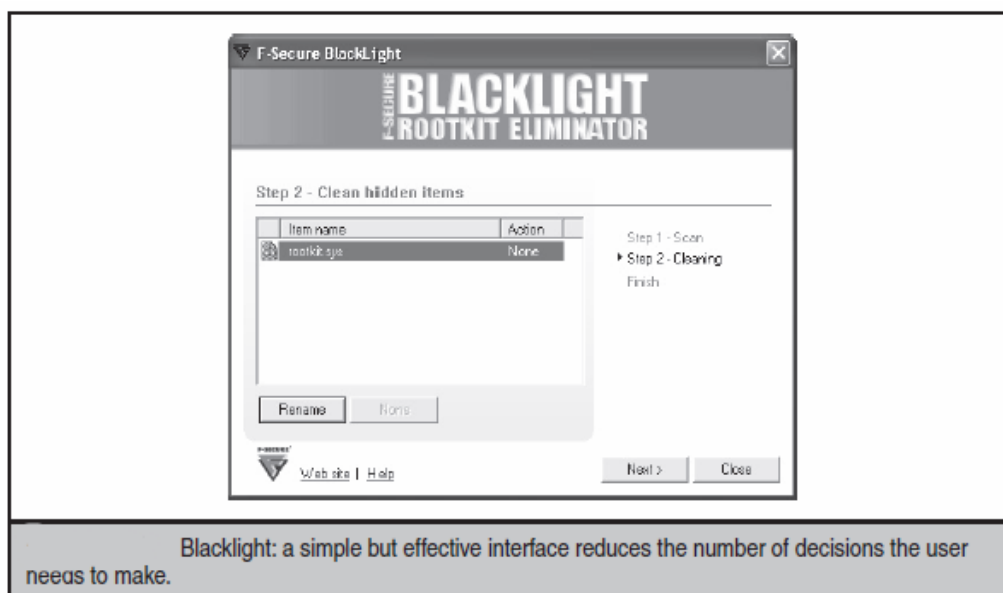 F-Secure BlackLight
F-SECURE
BLACKLIGHT
ROOTKIT ELIMINATOR
Step 2 - Clean hidden items
Item name Action
rootkit.sys None
Step 1 - Scan
Step 2 - Cleaning
Finish
Rename None
F-SECURE
Web site | Help
Next > Close
Blacklight: a simple but effective interface reduces the number of decisions the user
needs to make.